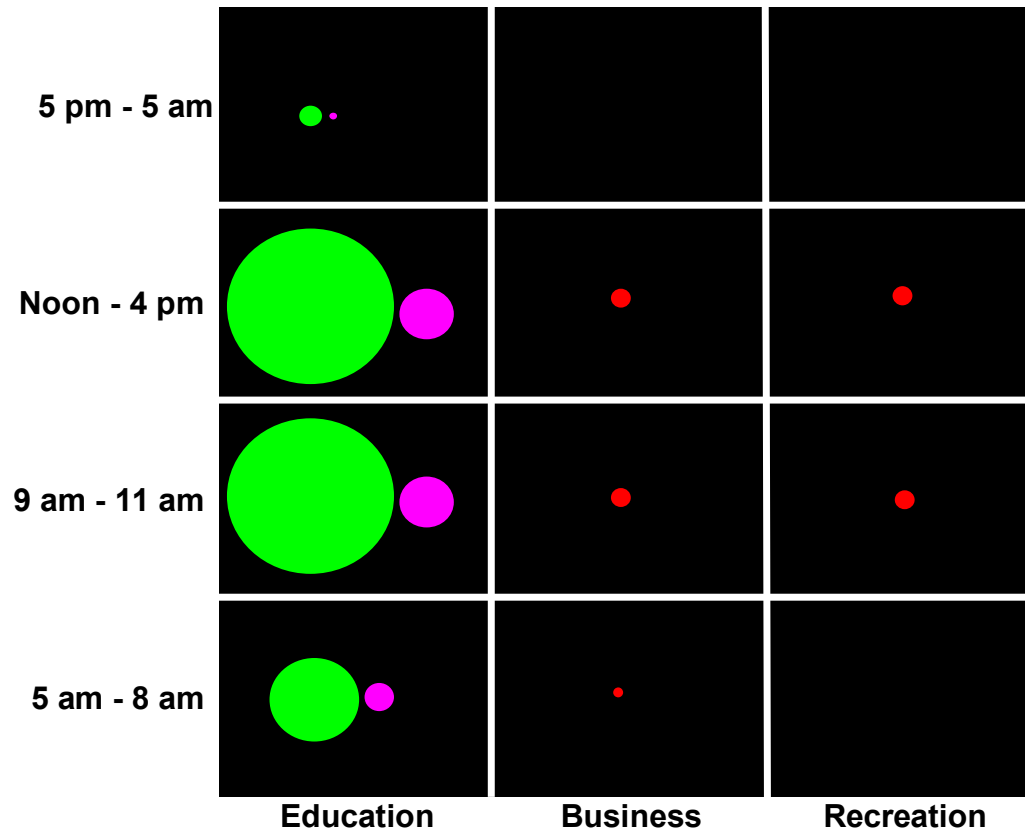 5 pm - 5 am
Noon - 4 pm
9 am - 11 am
5 am - 8 am
Education Business Recreation